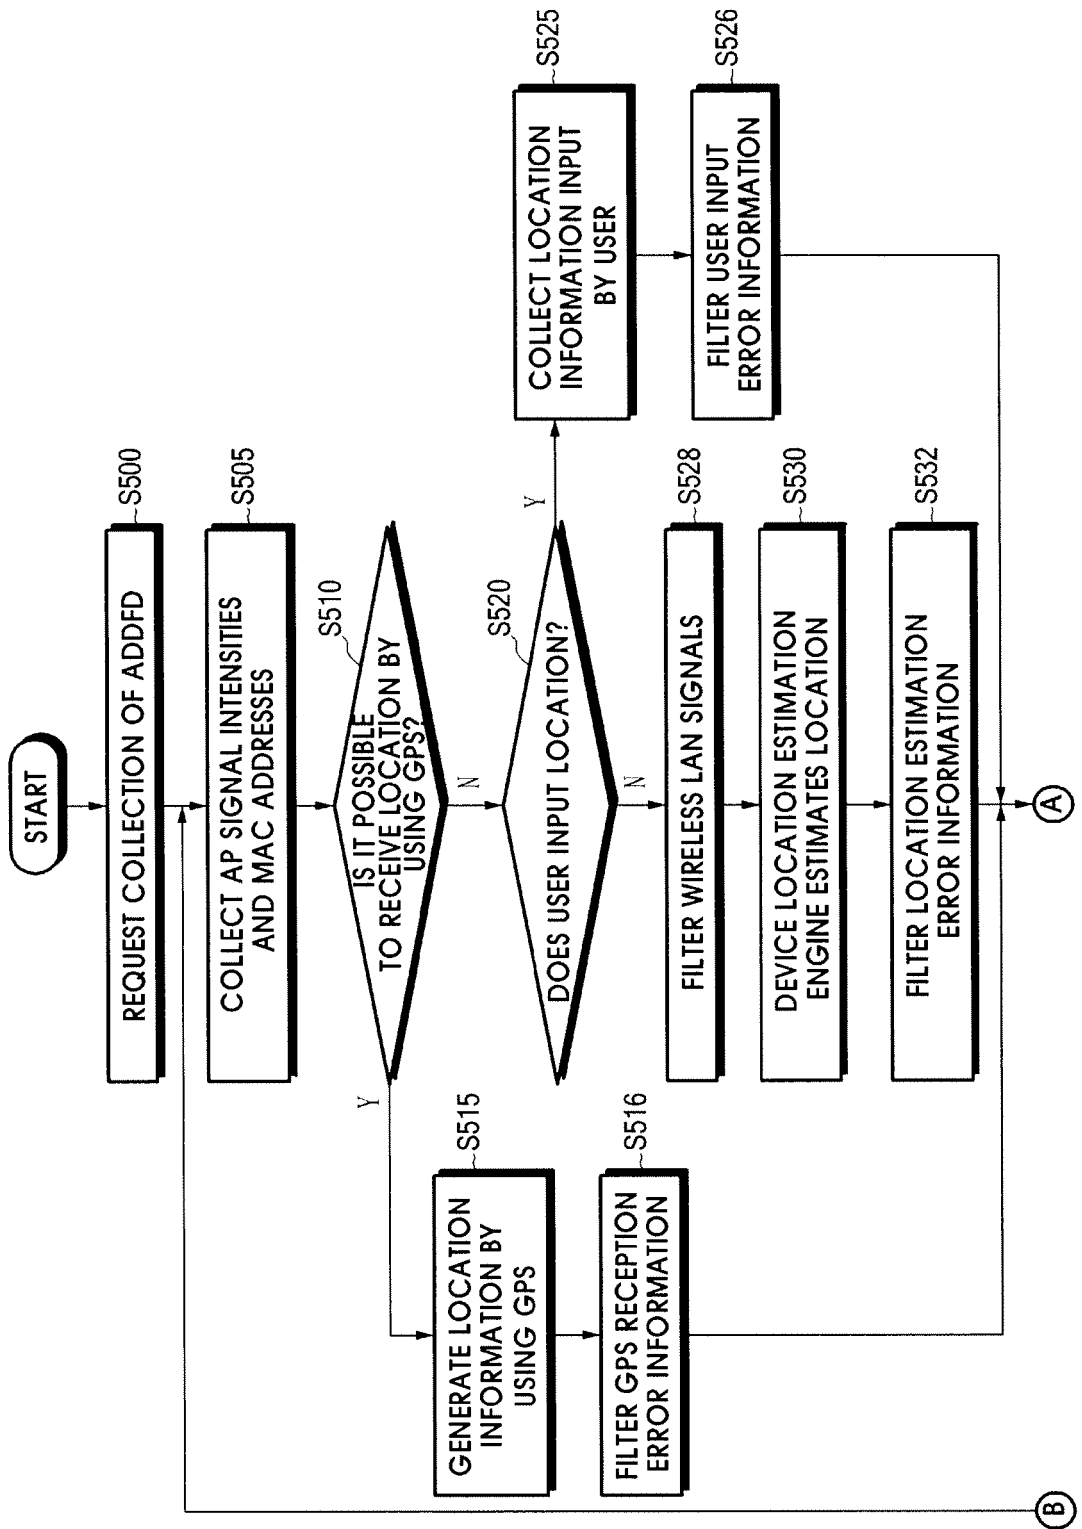 START
S500
REQUEST COLLECTION OF ADDED
S505
COLLECT AP SIGNAL INTENSITIES
AND MAC ADDRESSES
S510
IS IT POSSIBLE
TO RECEIVE LOCATION BY
USING GPS?
Y
N
S515
GENERATE LOCATION
INFORMATION BY
USING GPS
S516
FILTER GPS RECEPTION
ERROR INFORMATION
S520
DOES USER INPUT LOCATION?
Y
N
S525
COLLECT LOCATION
INFORMATION INPUT
BY USER
S526
FILTER USER INPUT
ERROR INFORMATION
S528
FILTER WIRELESS LAN SIGNALS
S530
DEVICE LOCATION ESTIMATION
ENGINE ESTIMATES LOCATION
S532
FILTER LOCATION ESTIMATION
ERROR INFORMATION
B
A